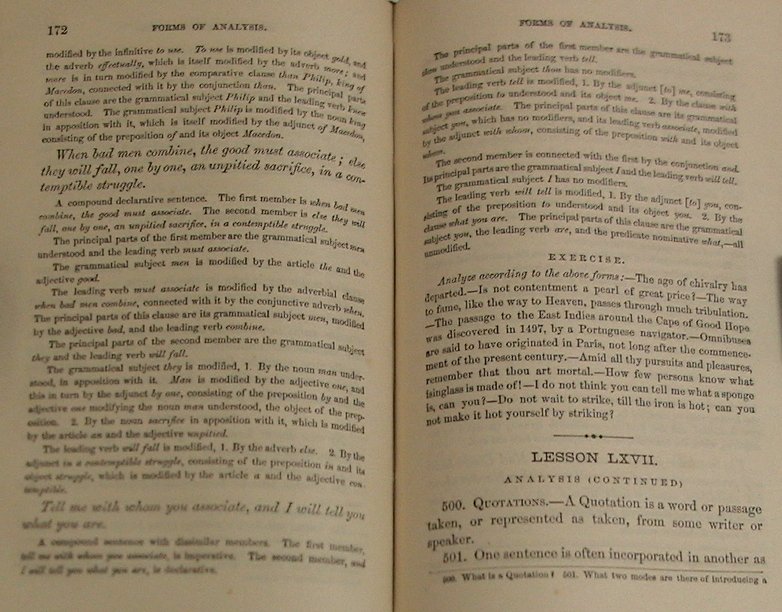 172 FORMS OF ANALYSIS.
modified by the infinitive to use. To use is modified by its object gold, and
the adverb effectually, which is itself modified by the adverb more; and
more is in turn modified by the comparative clause than Philip, king of
Macedon, connected with it by the conjunction than. The principal parts
of this clause are the grammatical subject Philip and the leading verb knew
understood. The grammatical subject Philip is modified by the noun king
in apposition with it, which is itself modified by the adjunct of Macedon,
consisting of the preposition of and its object Macedon.
When bad men combine, the good must associate; else
they will fall, one by one, an unpitied sacrifice, in a con-
temptible struggle.
A compound declarative sentence. The first member is when bad men
combine, the good must associate. The second member is else they will
fall, one by one, an unpitied sacrifice, in a contemptible struggle.
The principal parts of the first member are the grammatical subject men
understood and the leading verb must associate.
The grammatical subject men is modified by the article the and the
adjective good.
The leading verb must associate is modified by the adverbial clause
when bad men combine, connected with it by the conjunctive adverb when.
The principal parts of this clause are its grammatical subject men, modified
by the adjective bad, and the leading verb combine.
The principal parts of the second member are the grammatical subject
they and the leading verb will fall.
The grammatical subject they is modified, 1. By the noun man under-
stood, in apposition with it. Man is modified by the adjective one, and
this in turn by the adjunct by one, consisting of the preposition by and the
adjective one modifying the noun man understood, the object of the prep-
osition. 2. By the noun sacrifice in apposition with it, which is modified
by the article an and the adjective unpitied.
The leading verb will fall is modified, 1. By the adverb else. 2. By the
adjunct in a contemptible struggle, consisting of the preposition in and its
object struggle, which is modified by the article a and the adjective con-
temptible.
Tell me with whom you associate, and I will tell you
what you are.
A compound sentence with dissimilar members. The first member,
tell me with whom you associate, is imperative. The second member, and
I will tell you what you are, is declarative.
FORMS OF ANALYSIS. 173
The principal parts of the first member are the grammatical subject
thou understood and the leading verb tell.
The grammatical subject thou has no modifiers.
The leading verb tell is modified, 1. By the adjunct [to] me, consisting
of the preposition to understood and its object me. 2. By the clause with
whom you associate. The principal parts of this clause are its grammatical
subject you, which has no modifiers, and its leading verb associate, modified
by the adjunct with whom, consisting of the preposition with and its object
whom.
The second member is connected with the first by the conjunction and.
Its principal parts are the grammatical subject I and the leading verb will tell.
The grammatical subject I has no modifiers.
The leading verb will tell is modified, 1. By the adjunct [to] you, con-
sisting of the preposition to understood and its object you. 2. By the
clause what you are. The principal parts of this clause are the grammatical
subject you, the leading verb are, and the predicate nominative what,—all
unmodified.
EXERCISE.
Analyze according to the above forms:—The age of chivalry has
departed.—Is not contentment a pearl of great price?—The way
to fame, like the way to Heaven, passes through much tribulation.
—The passage to the East Indies around the Cape of Good Hope
was discovered in 1497, by a Portuguese navigator.—Omnibuses
are said to have originated in Paris, not long after the commence-
ment of the present century.—Amid all thy pursuits and pleasures,
remember that thou art mortal.—How few persons know what
isinglass is made of!—I do not think you can tell me what a sponge
is, can you?—Do not wait to strike, till the iron is hot; can you
not make it hot yourself by striking?
LESSON LXVII.
ANALYSIS (CONTINUED)
500. QUOTATIONS.—A Quotation is a word or passage
taken, or represented as taken, from some writer or
speaker.
501. One sentence is often incorporated in another as
500. What is a Quotation? 501. What two modes are there of introducing a